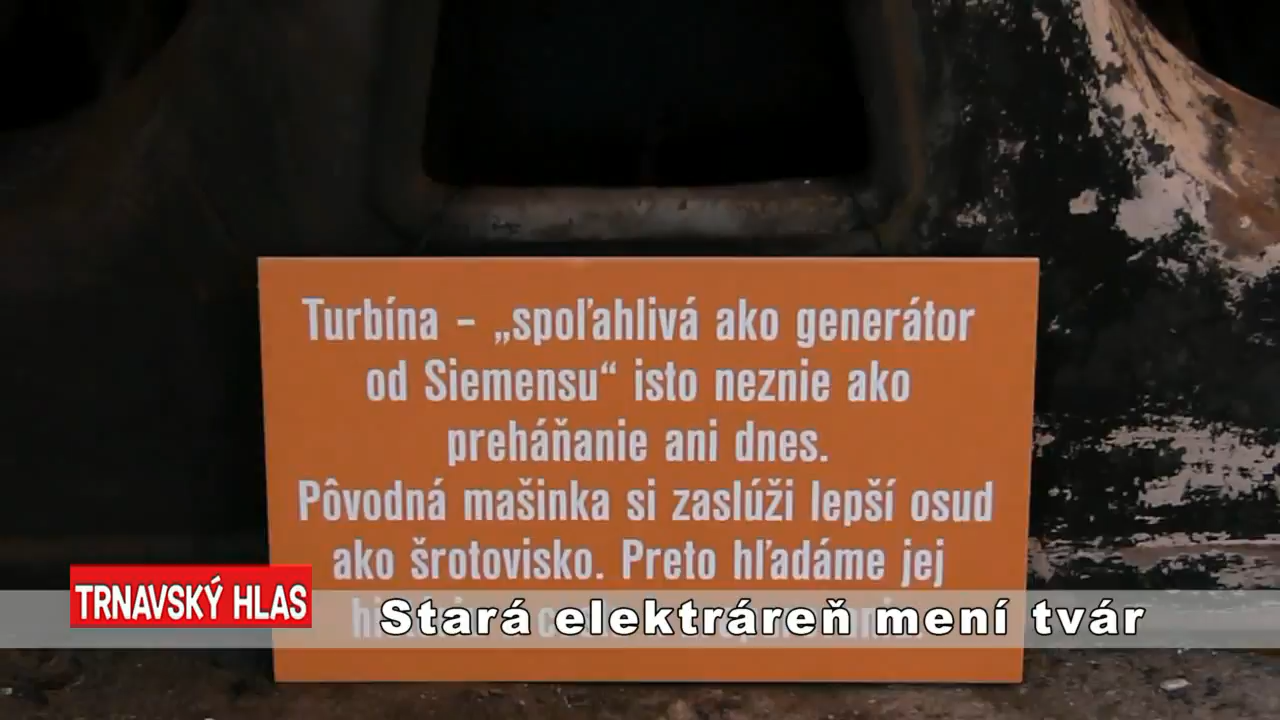 Turbína – „spoľahlivá ako generátor
od Siemensu“ isto neznie ako
preháňanie ani dnes.
Pôvodná mašinka si zaslúži lepší osud
ako šrotovisko. Preto hľadáme jej
TRNAVSKÝ HLAS
Stará elektráreň mení tvár